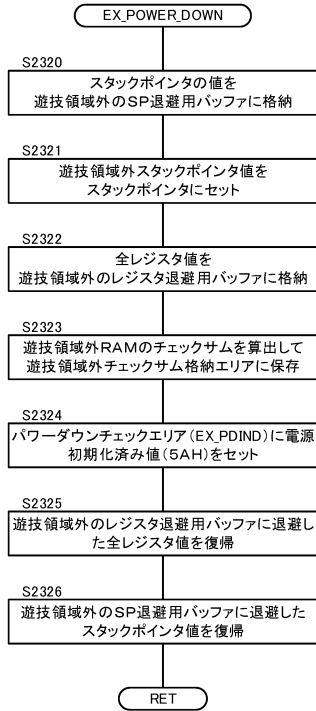 EX_POWER_DOWN
S2320
スタックポインタの値を
遊技領域外のSP退避用バッファに格納
S2321
遊技領域外スタックポインタ値を
スタックポインタにセット
S2322
全レジスタ値を
遊技領域外のレジスタ退避用バッファに格納
S2323
遊技領域外RAMのチェックサムを算出して
遊技領域外チェックサム格納エリアに保存
S2324
パワーダウンチェックエリア(EX_PDIND)に電源
初期化済み値(5AH)をセット
S2325
遊技領域外のレジスタ退避用バッファに退避し
た全レジスタ値を復帰
S2326
遊技領域外のSP退避用バッファに退避した
スタックポインタ値を復帰
RET